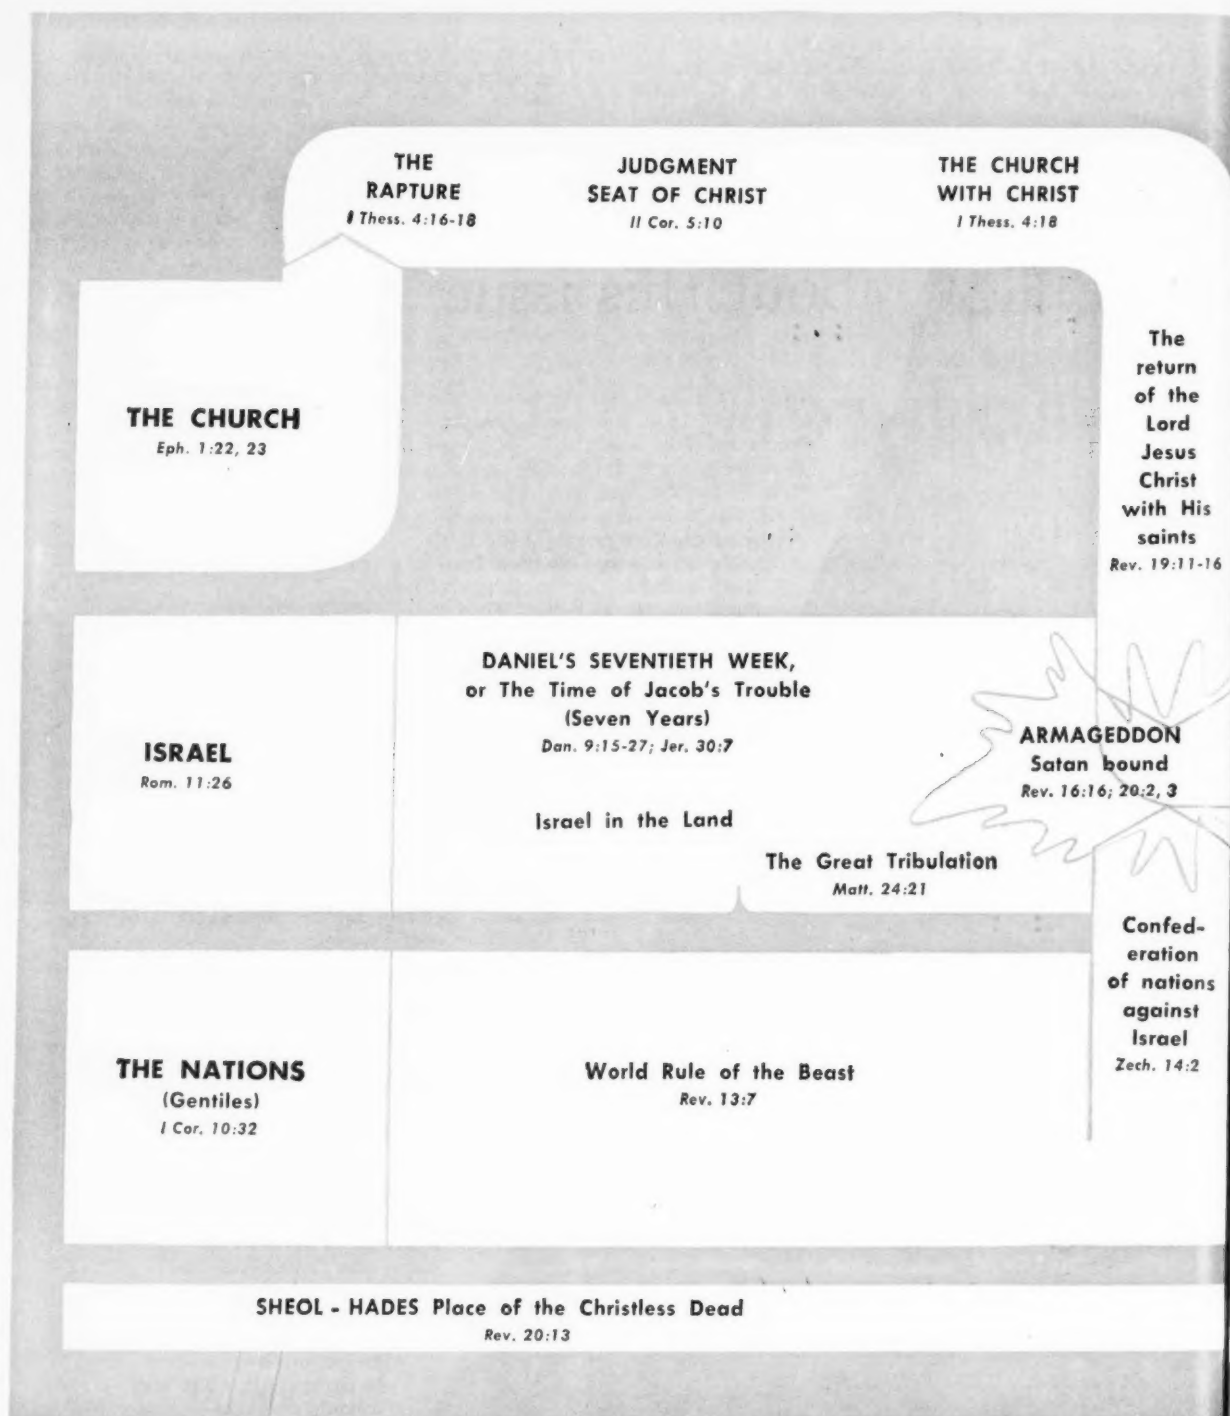 THE
RAPTURE
I Thess. 4:16-18
JUDGMENT
SEAT OF CHRIST
II Cor. 5:10
THE CHURCH
WITH CHRIST
I Thess. 4:18
THE CHURCH
Eph. 1:22, 23
The
return
of the
Lord
Jesus
Christ
with His
saints
Rev. 19:11-16
ISRAEL
Rom. 11:26
DANIEL'S SEVENTIETH WEEK,
or The Time of Jacob's Trouble
(Seven Years)
Dan. 9:15-27; Jer. 30:7
Israel in the Land
The Great Tribulation
Matt. 24:21
ARMAGEDDON
Satan bound
Rev. 16:16; 20:2, 3
Confed-
eration
of nations
against
Israel
Zech. 14:2
THE NATIONS
(Gentiles)
I Cor. 10:32
World Rule of the Beast
Rev. 13:7
SHEOL - HADES Place of the Christless Dead
Rev. 20:13